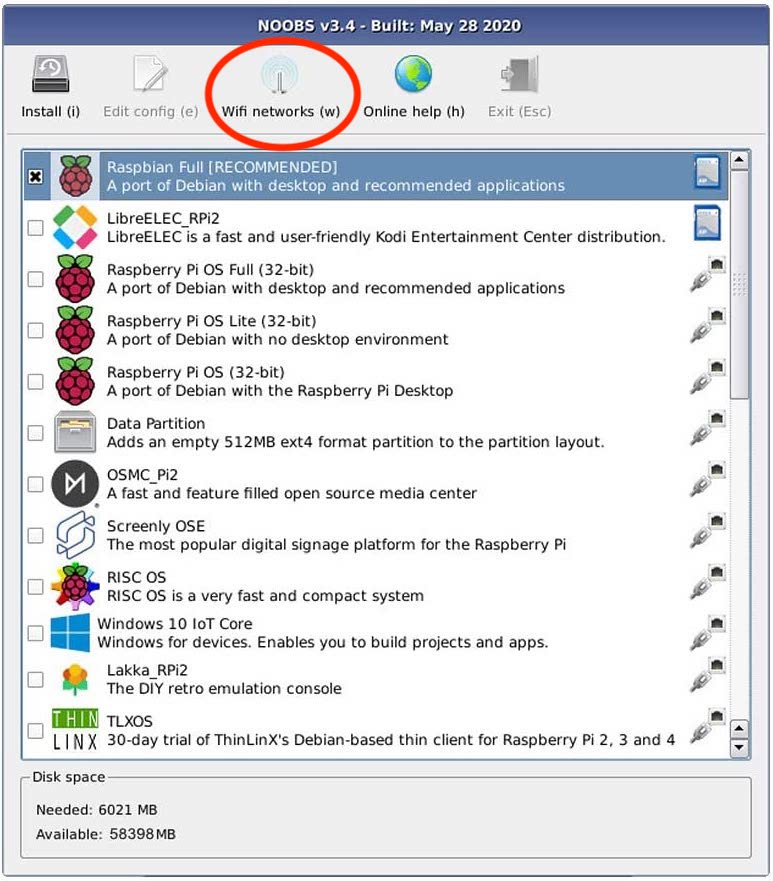 NOOBS v3.4 - Built: May 28 2020
Install (i) Edit config (e) Wifi networks (w) Online help (h) Exit (Esc)
Raspbian Full [RECOMMENDED]
A port of Debian with desktop and recommended applications
LibreELEC_RPi2
LibreELEC is a fast and user-friendly Kodi Entertainment Center distribution.
Raspberry Pi OS Full (32-bit)
A port of Debian with desktop and recommended applications
Raspberry Pi OS Lite (32-bit)
A port of Debian with no desktop environment
Raspberry Pi OS (32-bit)
A port of Debian with the Raspberry Pi Desktop
Data Partition
Adds an empty 512MB ext4 format partition to the partition layout.
OSMC_Pi2
A fast and feature filled open source media center
Screenly OSE
The most popular digital signage platform for the Raspberry Pi
RISC OS
RISC OS is a very fast and compact system
Windows 10 IoT Core
Windows for devices. Enables you to build projects and apps.
Lakka_RPi2
The DIY retro emulation console
THIN
LINX
TLXOS
30-day trial of ThinLinX's Debian-based thin client for Raspberry Pi 2, 3 and 4
Disk space
Needed: 6021 MB
Available: 58398MB